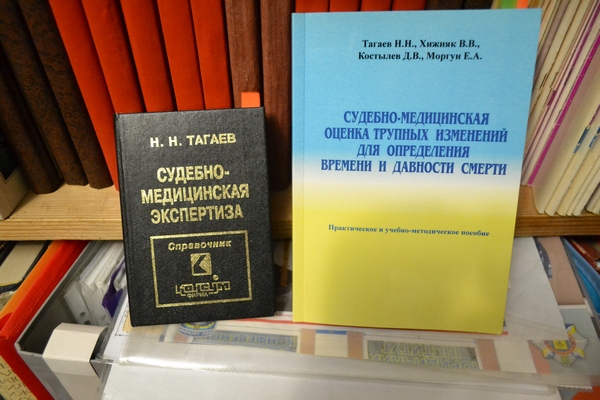 Н. Н. ТАГАЕВ
СУДЕБНО-
МЕДИЦИНСКАЯ
ЭКСПЕРТИЗА
Справочник
ФИРМА
Тагаев Н.Н., Хижняк В.В.,
Костылев Д.В., Моргун Е.А.
СУДЕБНО-МЕДИЦИНСКАЯ
ОЦЕНКА ТРУПНЫХ ИЗМЕНЕНИЙ
ДЛЯ ОПРЕДЕЛЕНИЯ
ВРЕМЕНИ И ДАВНОСТИ СМЕРТИ
Практическое и учебно-методическое пособие